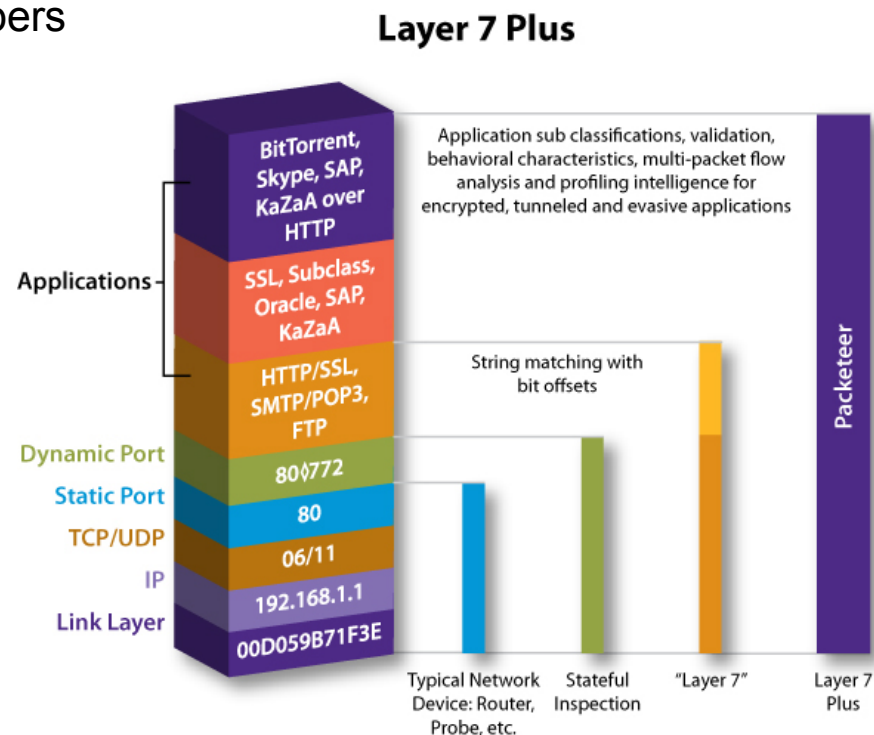 bers
Layer 7 Plus
BitTorrent,
Skype, SAP,
KaZaA over
HTTP
Application sub classifications, validation,
behavioral characteristics, multi-packet flow
analysis and profiling intelligence for
encrypted, tunneled and evasive applications
Applications
SSL, Subclass,
Oracle, SAP,
KaZaA
HTTP/SSL,
SMTP/POP3,
FTP
String matching with
bit offsets
Packeteer
Dynamic Port
80◊772
Static Port
80
TCP/UDP
06/11
IP
192.168.1.1
Link Layer
00D059B71F3E
Typical Network
Device: Router,
Probe, etc.
Stateful
Inspection
"Layer 7"
Layer 7
Plus